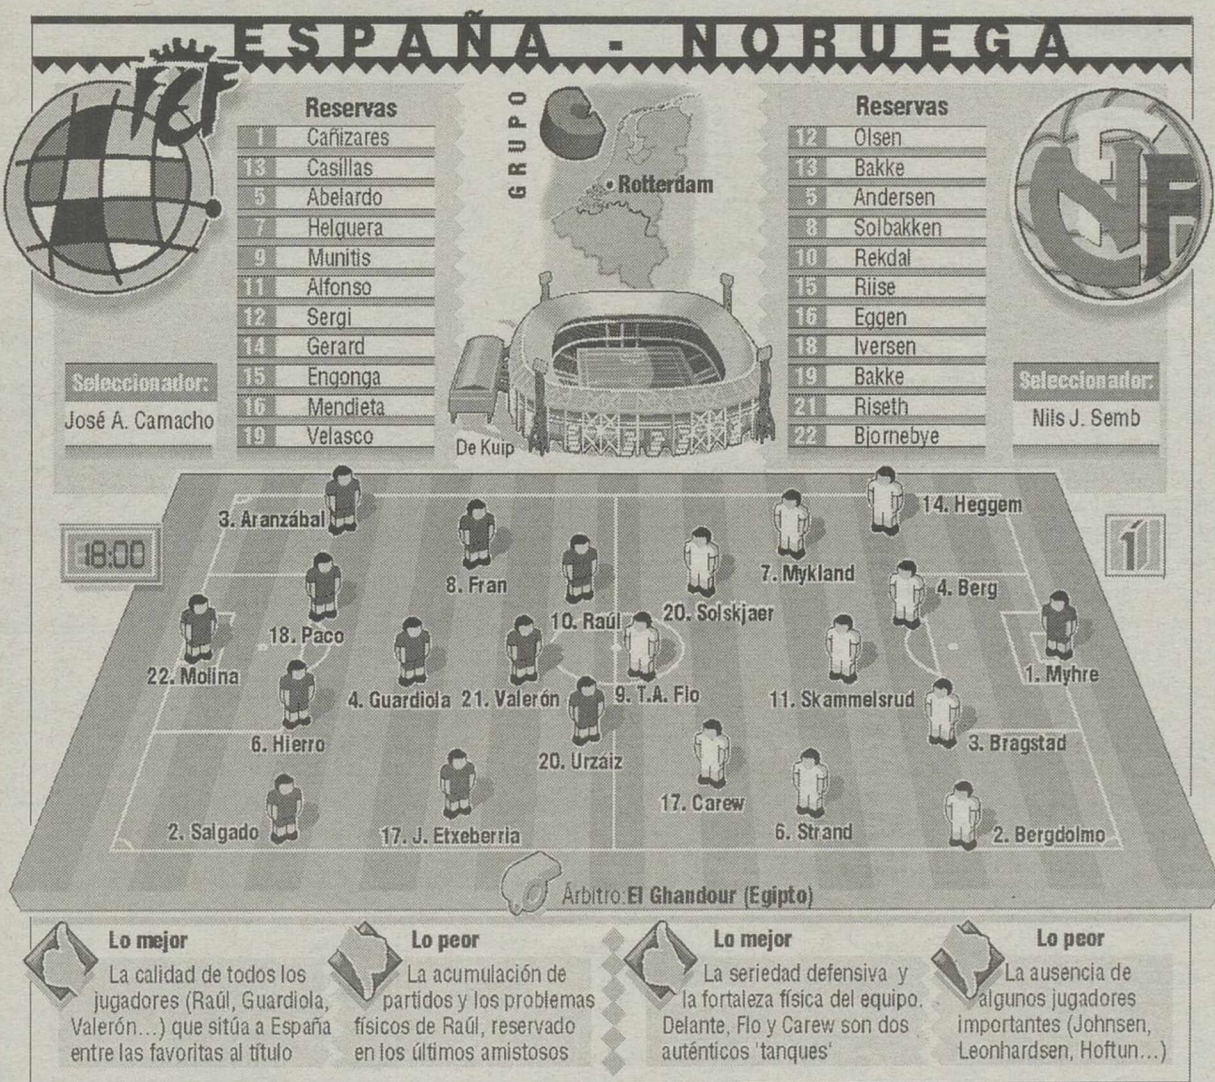 ESPAÑA - NORUEGA
FCF
Reservas
1 Cañizares
13 Casillas
5 Abelardo
7 Helguera
9 Munitis
11 Alfonso
12 Sergi
14 Gerard
15 Engonga
16 Mendieta
19 Velasco
Seleccionador:
José A. Camacho
GRUPO C
Rotterdam
De Kuip
Reservas
12 Olsen
13 Bakke
5 Andersen
8 Solbakken
10 Rekdal
15 Riise
16 Eggen
18 Iversen
19 Bakke
21 Riseth
22 Bjornebye
NFF
Seleccionador:
Nils J. Semb
18:00
1
3. Aranzábal
8. Fran
18. Paco
10. Raúl
22. Molina
4. Guardiola
21. Valerón
6. Hierro
20. Urzáiz
2. Salgado
17. J. Etxeberria
14. Heggem
7. Mykland
4. Berg
20. Solskjaer
1. Myhre
9. T.A. Flo
11. Skammelsrud
3. Bragstad
17. Carew
6. Strand
2. Bergdolmo
Árbitro: El Ghandour (Egipto)
Lo mejor
La calidad de todos los
jugadores (Raúl, Guardiola,
Valerón...) que sitúa a España
entre las favoritas al título
Lo peor
La acumulación de
partidos y los problemas
físicos de Raúl, reservado
en los últimos amistosos
Lo mejor
La seriedad defensiva y
la fortaleza física del equipo.
Delante, Flo y Carew son dos
auténticos 'tanques'
Lo peor
La ausencia de
algunos jugadores
importantes (Johnsen,
Leonhardsen, Hoftun...)